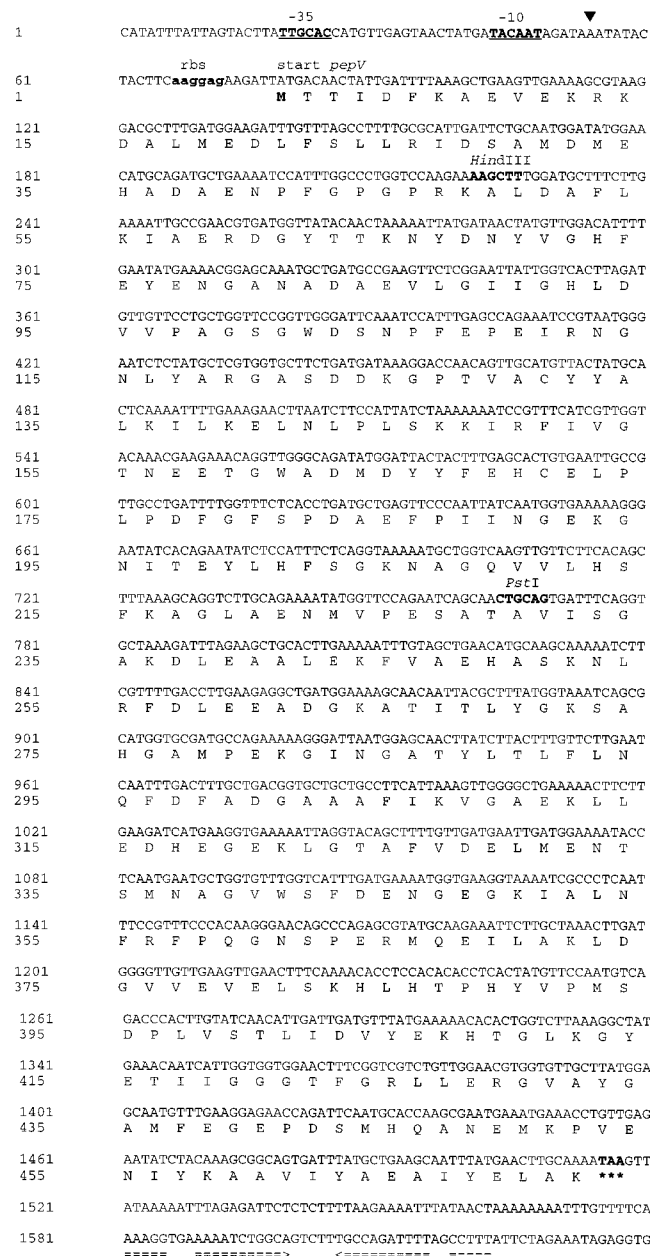 -35 -10 ▼
1 CATATTTATTAGTACTTATTGCACCATGTTGAGTAACTATGATACAATAGATAAATATAC
rbs start pepV
61 TACTTCaaggagAAGATTATGACAACTATTGATTTTAAAGCTGAAGTTGAAAAGCGTAAG
1 M T T I D F K A E V E K R K
121 GACGCTTTGATGGAAGATTTGTTTAGCCTTTTGCGCATTGATTCTGCAATGGATATGGAA
15 D A L M E D L F S L L R I D S A M D M E
HindIII
181 CATGCAGATGCTGAAAATCCATTTGGCCCTGGTCCAAGAAAAGCTTTGGATGCTTTCTTG
35 H A D A E N P F G P G P R K A L D A F L
241 AAAATTGCCGAACGTGATGGTTATACAACTAAAAATTATGATAACTATGTTGGACATTTT
55 K I A E R D G Y T T K N Y D N Y V G H F
301 GAATATGAAAACGGAGCAAATGCTGATGCCGAAGTTCTCGGAATTATTGGTCACTTAGAT
75 E Y E N G A N A D A E V L G I I G H L D
361 GTTGTTCCTGCTGGTTCCGGTTGGGATTCAAATCCATTTGAGCCAGAAATCCGTAATGGG
95 V V P A G S G W D S N P F E P E I R N G
421 AATCTCTATGCTCGTGGTGCTTCTGATGATAAAGGACCAACAGTTGCATGTTACTATGCA
115 N L Y A R G A S D D K G P T V A C Y Y A
481 CTCAAAATTTTGAAAGAACTTAATCTTCCATTATCTAAAAAAATCCGTTTCATCGTTGGT
135 L K I L K E L N L P L S K K I R F I V G
541 ACAAACGAAGAAACAGGTTGGGCAGATATGGATTACTACTTTGAGCACTGTGAATTGCCG
155 T N E E T G W A D M D Y Y F E H C E L P
601 TTGCCTGATTTTGGTTTCTCACCTGATGCTGAGTTCCCAATTATCAATGGTGAAAAAGGG
175 L P D F G F S P D A E F P I I N G E K G
661 AATATCACAGAATATCTCCATTTCTCAGGTAAAAATGCTGGTCAAGTTGTTCTTCACAGC
195 N I T E Y L H F S G K N A G Q V V L H S
PstI
721 TTTAAAGCAGGTCTTGCAGAAAATATGGTTCCAGAATCAGCAACTGCAGTGATTTCAGGT
215 F K A G L A E N M V P E S A T A V I S G
781 GCTAAAGATTTAGAAGCTGCACTTGAAAAATTTGTAGCTGAACATGCAAGCAAAAATCTT
235 A K D L E A A L E K F V A E H A S K N L
841 CGTTTTGACCTTGAAGAGGCTGATGGAAAAGCAACAATTACGCTTTATGGTAAATCAGCG
255 R F D L E E A D G K A T I T L Y G K S A
901 CATGGTGCGATGCCAGAAAAAGGGATTAATGGAGCAACTTATCTTACTTTGTTCTTGAAT
275 H G A M P E K G I N G A T Y L T L F L N
961 CAATTTGACTTTGCTGACGGTGCTGCTGCCTTCATTAAAGTTGGGGCTGAAAAACTTCTT
295 Q F D F A D G A A A F I K V G A E K L L
1021 GAAGATCATGAAGGTGAAAAATTAGGTACAGCTTTTGTTGATGAATTGATGGAAAATACC
315 E D H E G E K L G T A F V D E L M E N T
1081 TCAATGAATGCTGGTGTTTGGTCATTTGATGAAAATGGTGAAGGTAAAATCGCCCTCAAT
335 S M N A G V W S F D E N G E G K I A L N
1141 TTCCGTTTCCCACAAGGGAACAGCCCAGAGCGTATGCAAGAAATTCTTGCTAAACTTGAT
355 F R F P Q G N S P E R M Q E I L A K L D
1201 GGGGTTGTTGAAGTTGAACTTTCAAAACACCTCCACACACCTCACTATGTTCCAATGTCA
375 G V V E V E L S K H L H T P H Y V P M S
1261 GACCCACTTGTATCAACATTGATTGATGTTTATGAAAAACACACTGGTCTTAAAGGCTAT
395 D P L V S T L I D V Y E K H T G L K G Y
1341 GAAACAATCATTGGTGGTGGAACTTTCGGTCGTCTGTTGGAACGTGGTGTTGCTTATGGA
415 E T I I G G G T F G R L L E R G V A Y G
1401 GCAATGTTTGAAGGAGAACCAGATTCAATGCACCAAGCGAATGAAATGAAACCTGTTGAG
435 A M F E G E P D S M H Q A N E M K P V E
1461 AATATCTACAAAGCGGCAGTGATTTATGCTGAAGCAATTTATGAACTTGCAAAATAAGTT
455 N I Y K A A V I Y A E A I Y E L A K ***
1521 ATAAAAATTTAGAGATTCTCTCTTTTAAGAAAATTTATAACTAAAAAAAATTTGTTTTCA
1581 AAAGGTGAAAAATCTGGCAGTCTTTTGCCAGATTTTAGCCTTTATTCTAGAAATAGAGGTG
===== ==========> <========== =====